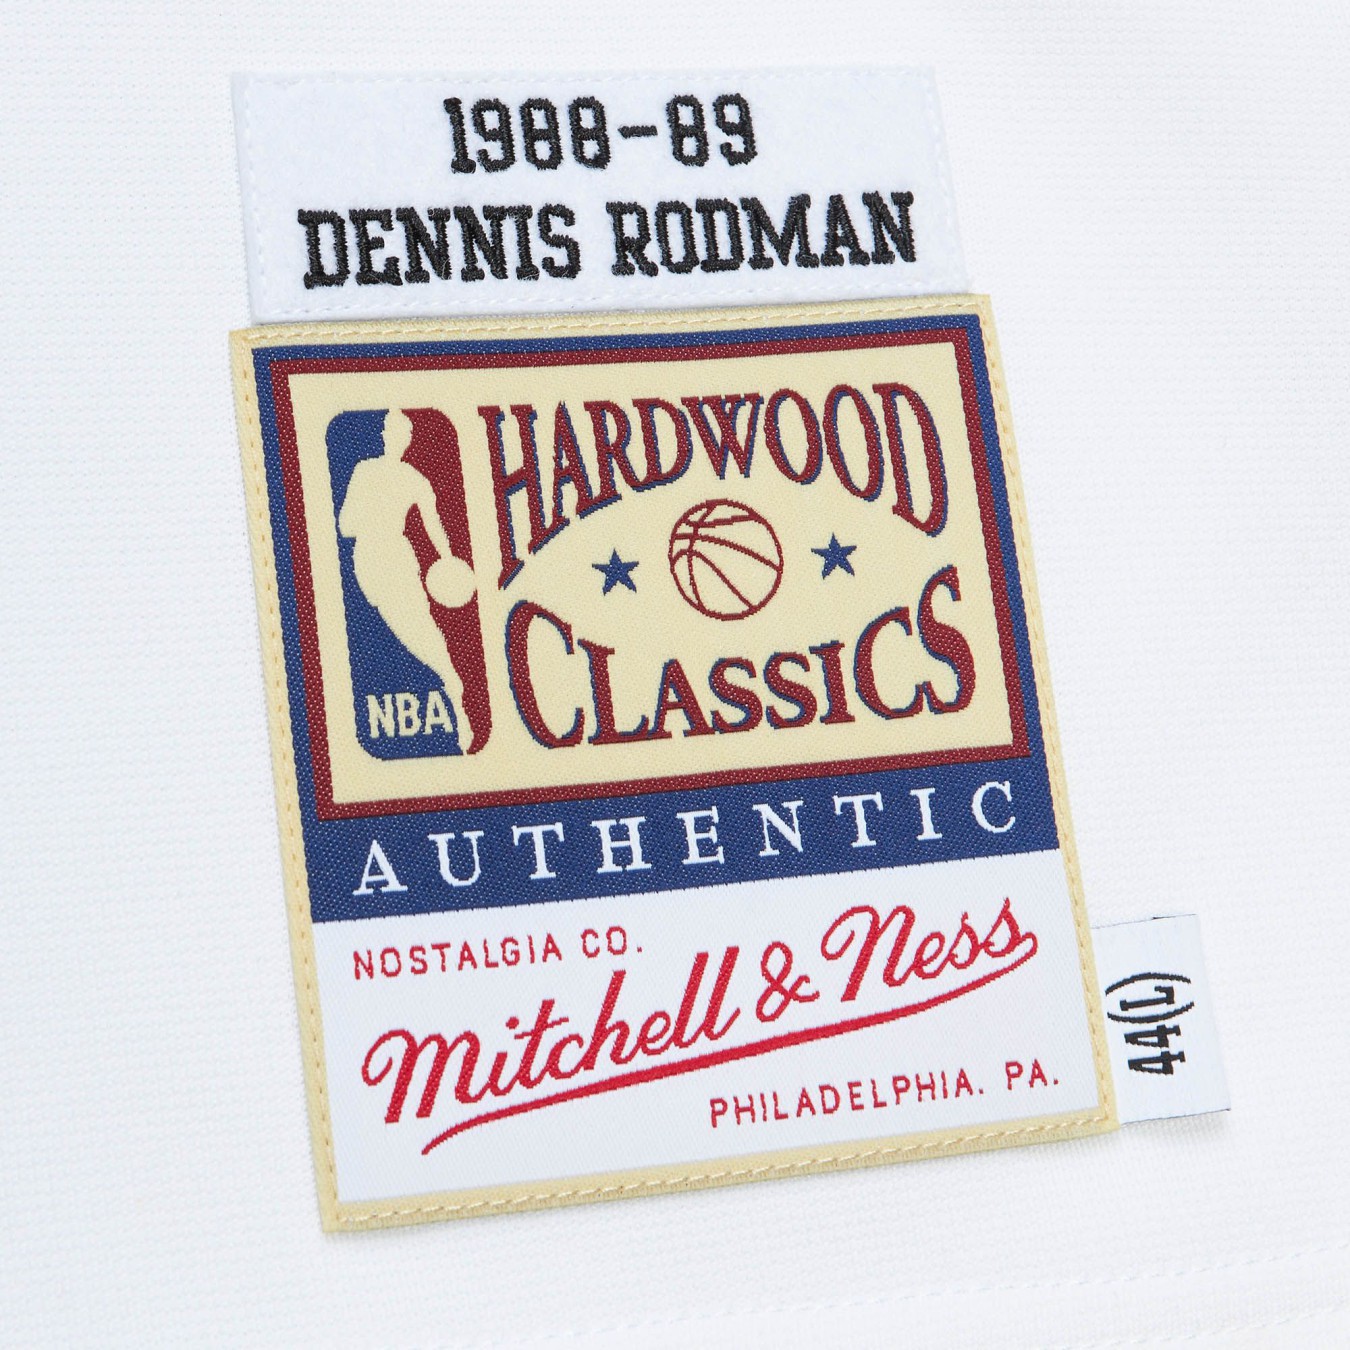 1988-89
DENNIS RODMAN
HARDWOOD
CLASSICS
NBA
AUTHENTIC
NOSTALGIA CO.
Mitchell & Ness
PHILADELPHIA. PA.
44(L)